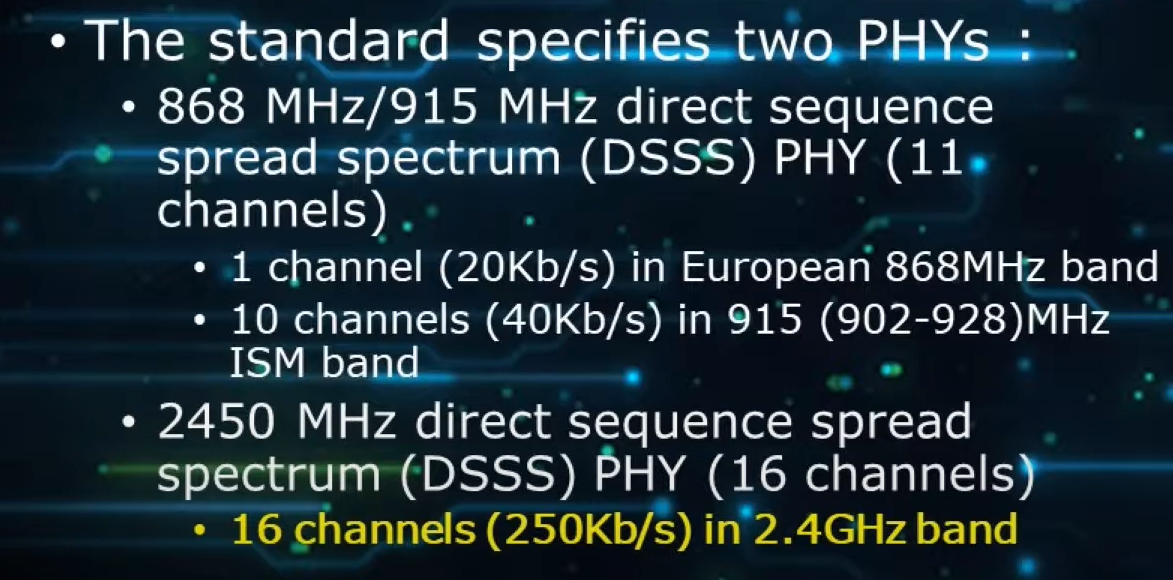 • The standard specifies two PHYs :
• 868 MHz/915 MHz direct sequence
spread spectrum (DSSS) PHY (11
channels)
• 1 channel (20Kb/s) in European 868MHz band
• 10 channels (40Kb/s) in 915 (902-928)MHz
ISM band
• 2450 MHz direct sequence spread
spectrum (DSSS) PHY (16 channels)
• 16 channels (250Kb/s) in 2.4GHz band